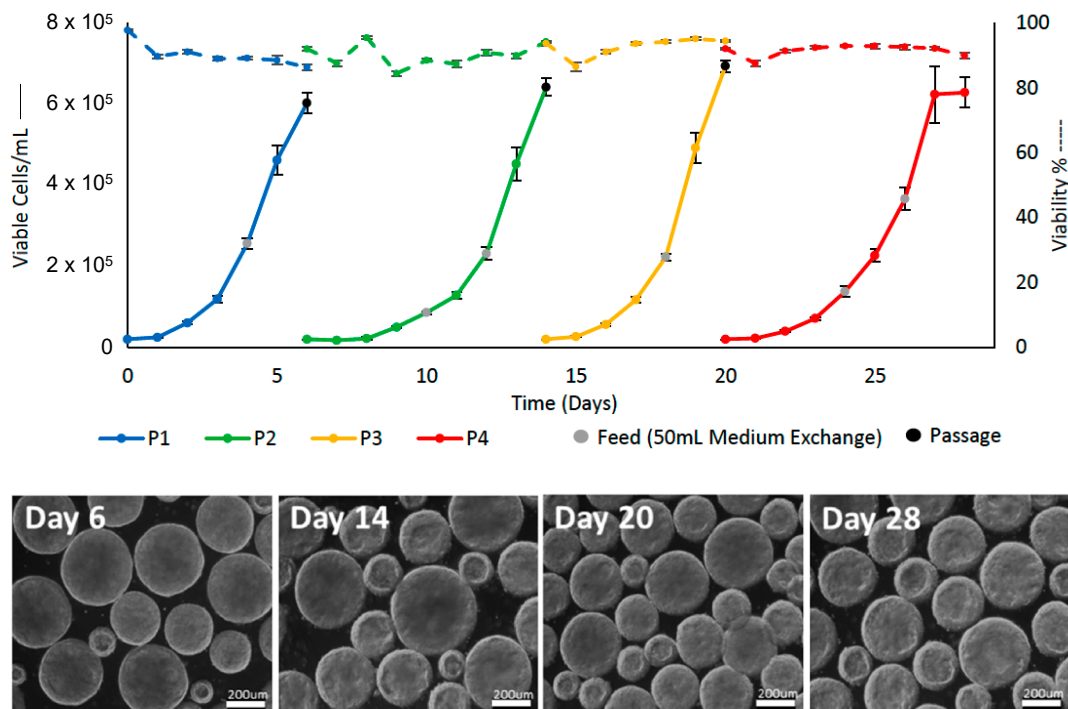 8 x 10⁵
6 x 10⁵
4 x 10⁵
2 x 10⁵
0
Viable Cells/mL
100
80
60
40
20
0
Viability % -----
0 5 10 15 20 25
Time (Days)
P1 P2 P3 P4 Feed (50mL Medium Exchange) Passage
Day 6 Day 14 Day 20 Day 28
200um 200um 200um 200um